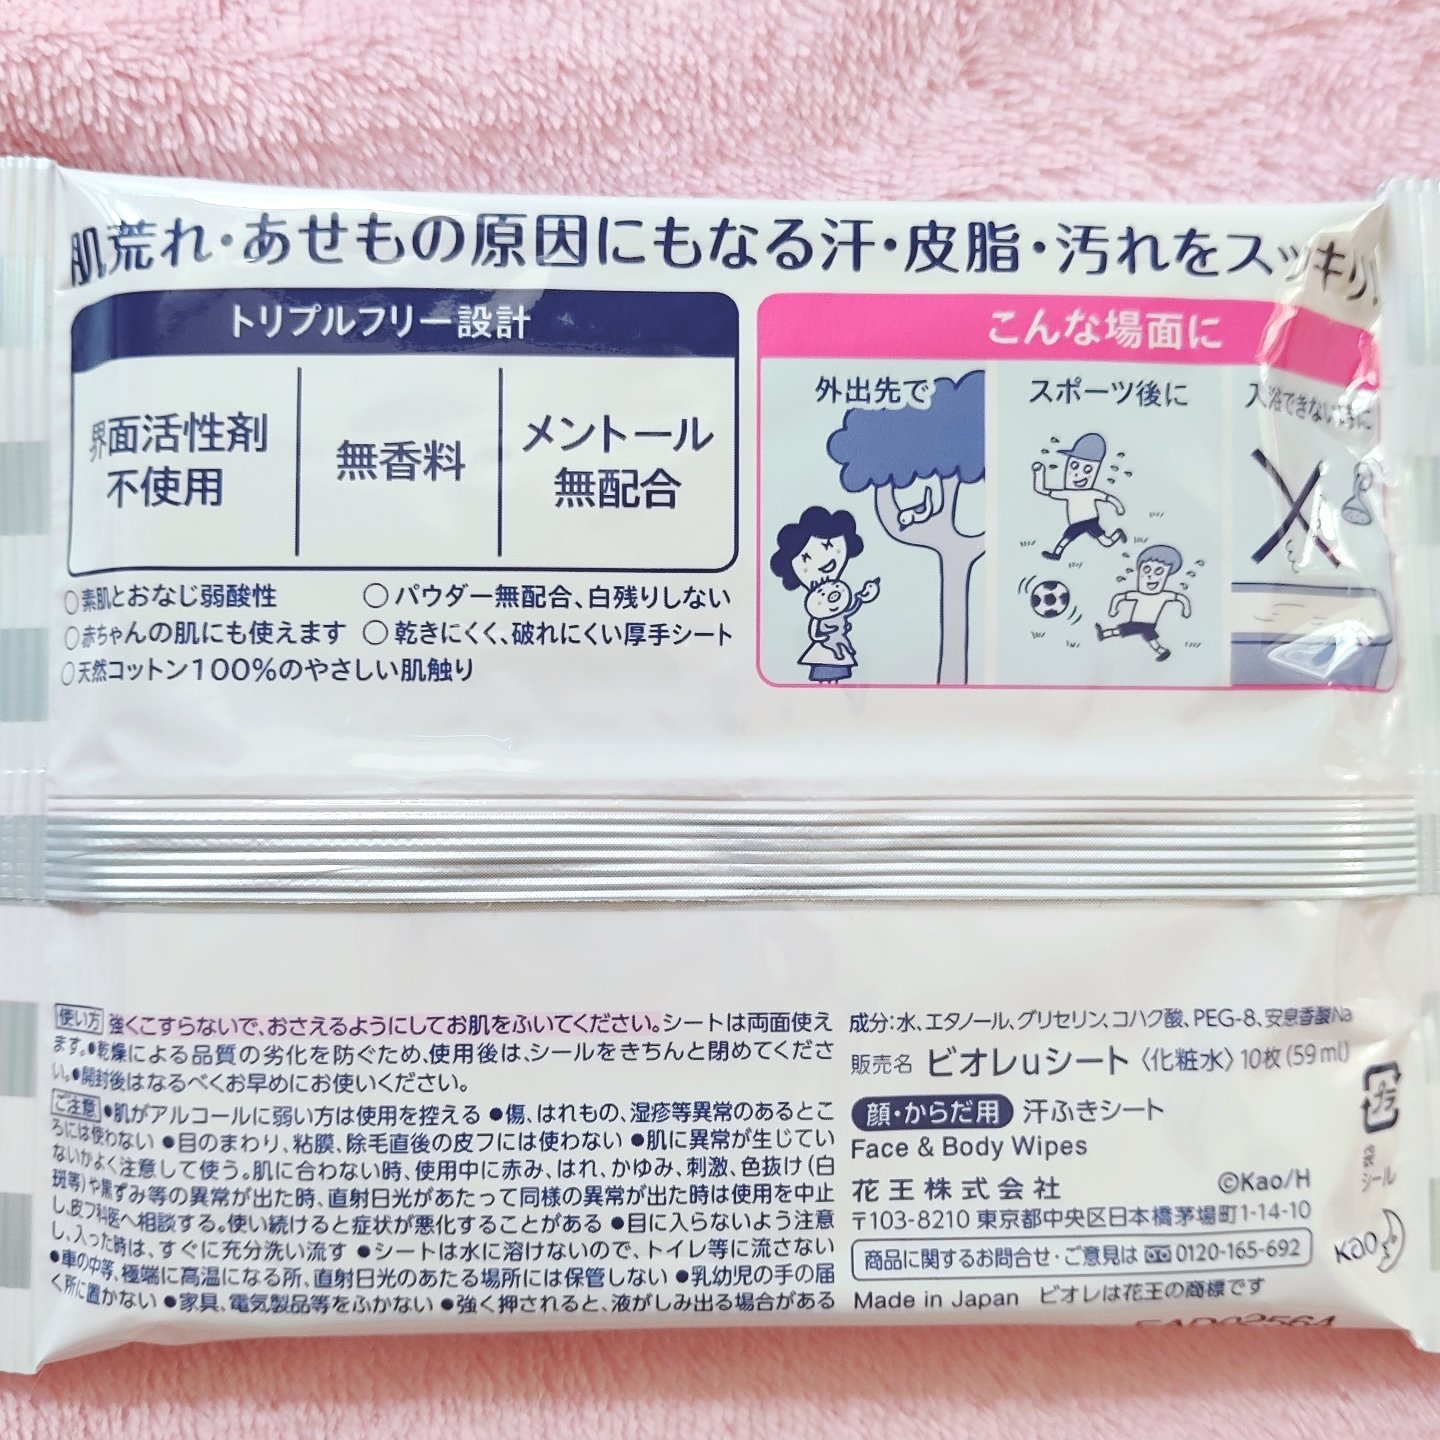 肌荒れ・あせもの原因にもなる汗・皮脂・汚れをスッキリ!
トリプルフリー設計
界面活性剤
不使用
無香料
メントール
無配合
○素肌とおなじ弱酸性
○パウダー無配合、白残りしない
○赤ちゃんの肌にも使えます
○乾きにくく、破れにくい厚手シート
○天然コットン100%のやさしい肌触り
こんな場面に
外出先で
スポーツ後に
入浴できない時に
使い方 強くこすらないで、おさえるようにしてお肌をふいてください。シートは両面使え
ます。●乾燥による品質の劣化を防ぐため、使用後は、シールをきちんと閉めてくださ
い。●開封後はなるべくお早めにお使いください。
ご注意 ●肌がアルコールに弱い方は使用を控える ●傷、はれもの、湿疹等異常のあるとこ
ろには使わない ●目のまわり、粘膜、除毛直後の皮フには使わない ●肌に異常が生じてい
ないかよく注意して使う。肌に合わない時、使用中に赤み、はれ、かゆみ、刺激、色抜け(白
斑等)や黒ずみ等の異常が出た時、直射日光があたって同様の異常が出た時は使用を中止
し、皮フ科医へ相談する。使い続けると症状が悪化することがある ●目に入らないよう注意
し、入った時は、すぐに充分洗い流す ●シートは水に溶けないので、トイレ等に流さない
●車の中等、極端に高温になる所、直射日光のあたる場所には保管しない ●乳幼児の手の届
く所に置かない ●家具、電気製品等をふかない ●強く押されると、液がしみ出る場合がある
成分:水、エタノール、グリセリン、コハク酸、PEG-8、安息香酸Na
販売名 ビオレuシート〈化粧水〉10枚(59ml)
顔・からだ用 汗ふきシート
Face & Body Wipes
花王株式会社 ©Kao/H
〒103-8210 東京都中央区日本橋茅場町1-14-10
商品に関するお問合せ・ご意見は 0120-165-692
Made in Japan ビオレは花王の商標です
プラ
袋
シール
Kao